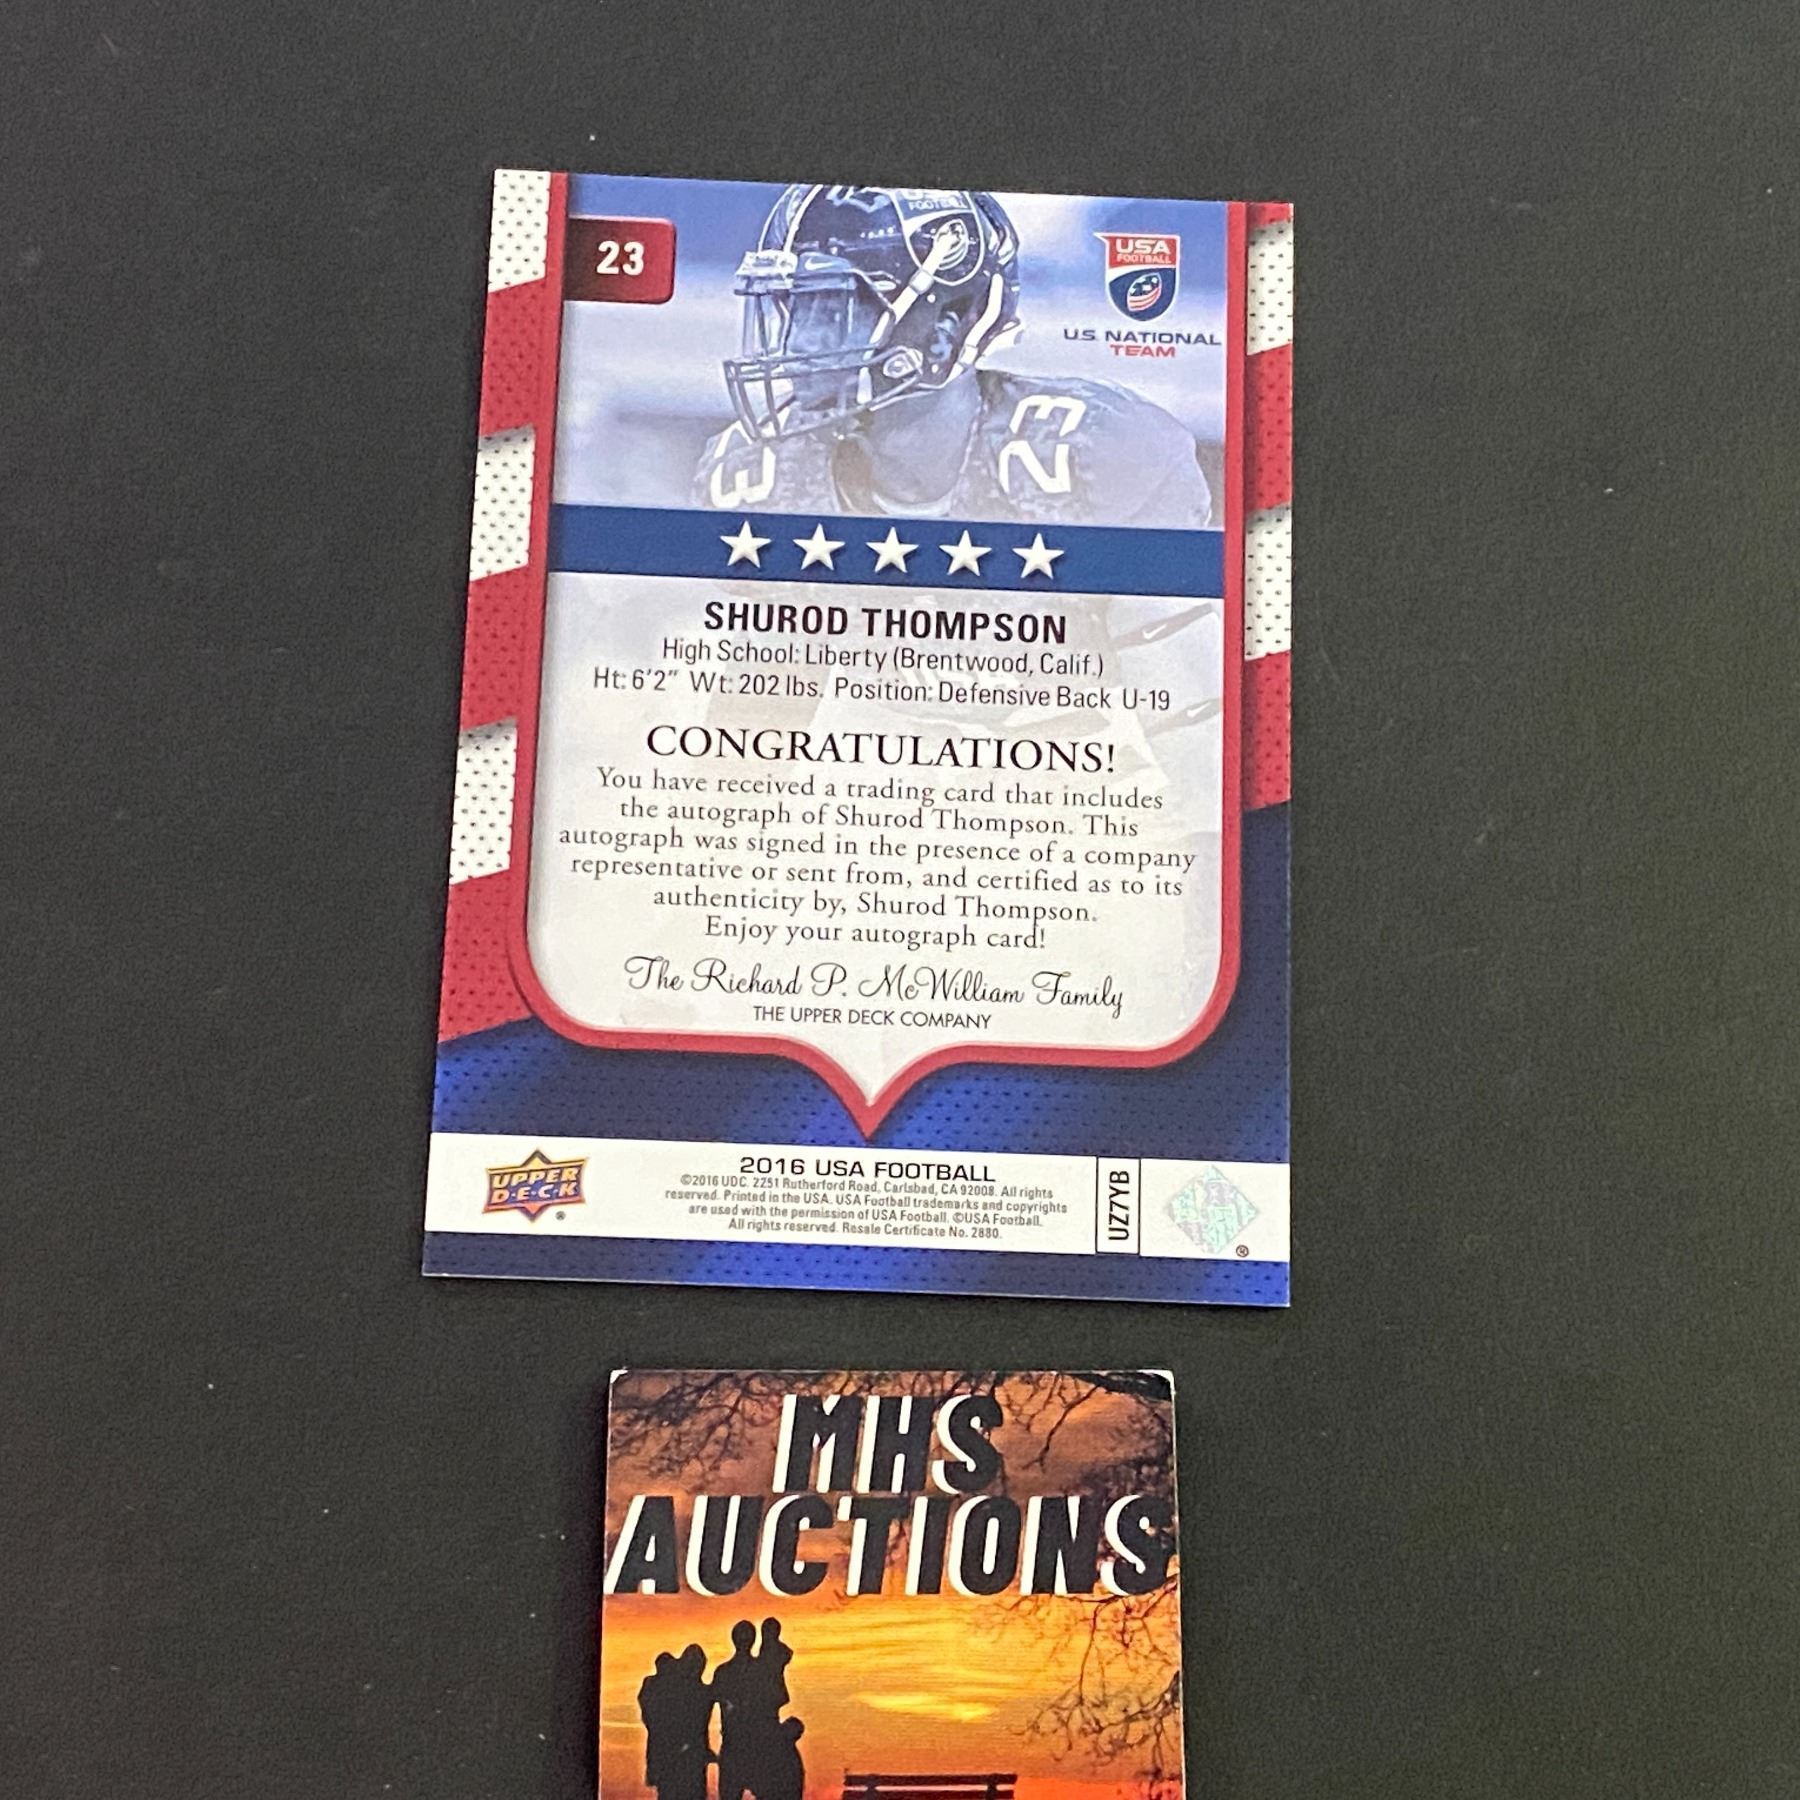 23
USA
FOOTBALL
USA
FOOTBALL
U.S. NATIONAL
TEAM
23
SHUROD THOMPSON
High School: Liberty (Brentwood, Calif.)
Ht: 6'2" Wt: 202 lbs. Position: Defensive Back U-19
CONGRATULATIONS!
You have received a trading card that includes
the autograph of Shurod Thompson. This
autograph was signed in the presence of a company
representative or sent from, and certified as to its
authenticity by, Shurod Thompson.
Enjoy your autograph card!
The Richard P. McWilliam Family
THE UPPER DECK COMPANY
UPPER
D·E·C·K
®
2016 USA FOOTBALL
©2016 UDC. 2251 Rutherford Road, Carlsbad, CA 92008. All rights
reserved. Printed in the USA. USA Football trademarks and copyrights
are used with the permission of USA Football. ©USA Football.
All rights reserved. Resale Certificate No. 2880.
UZ7YB
®
MHS
AUCTIONS